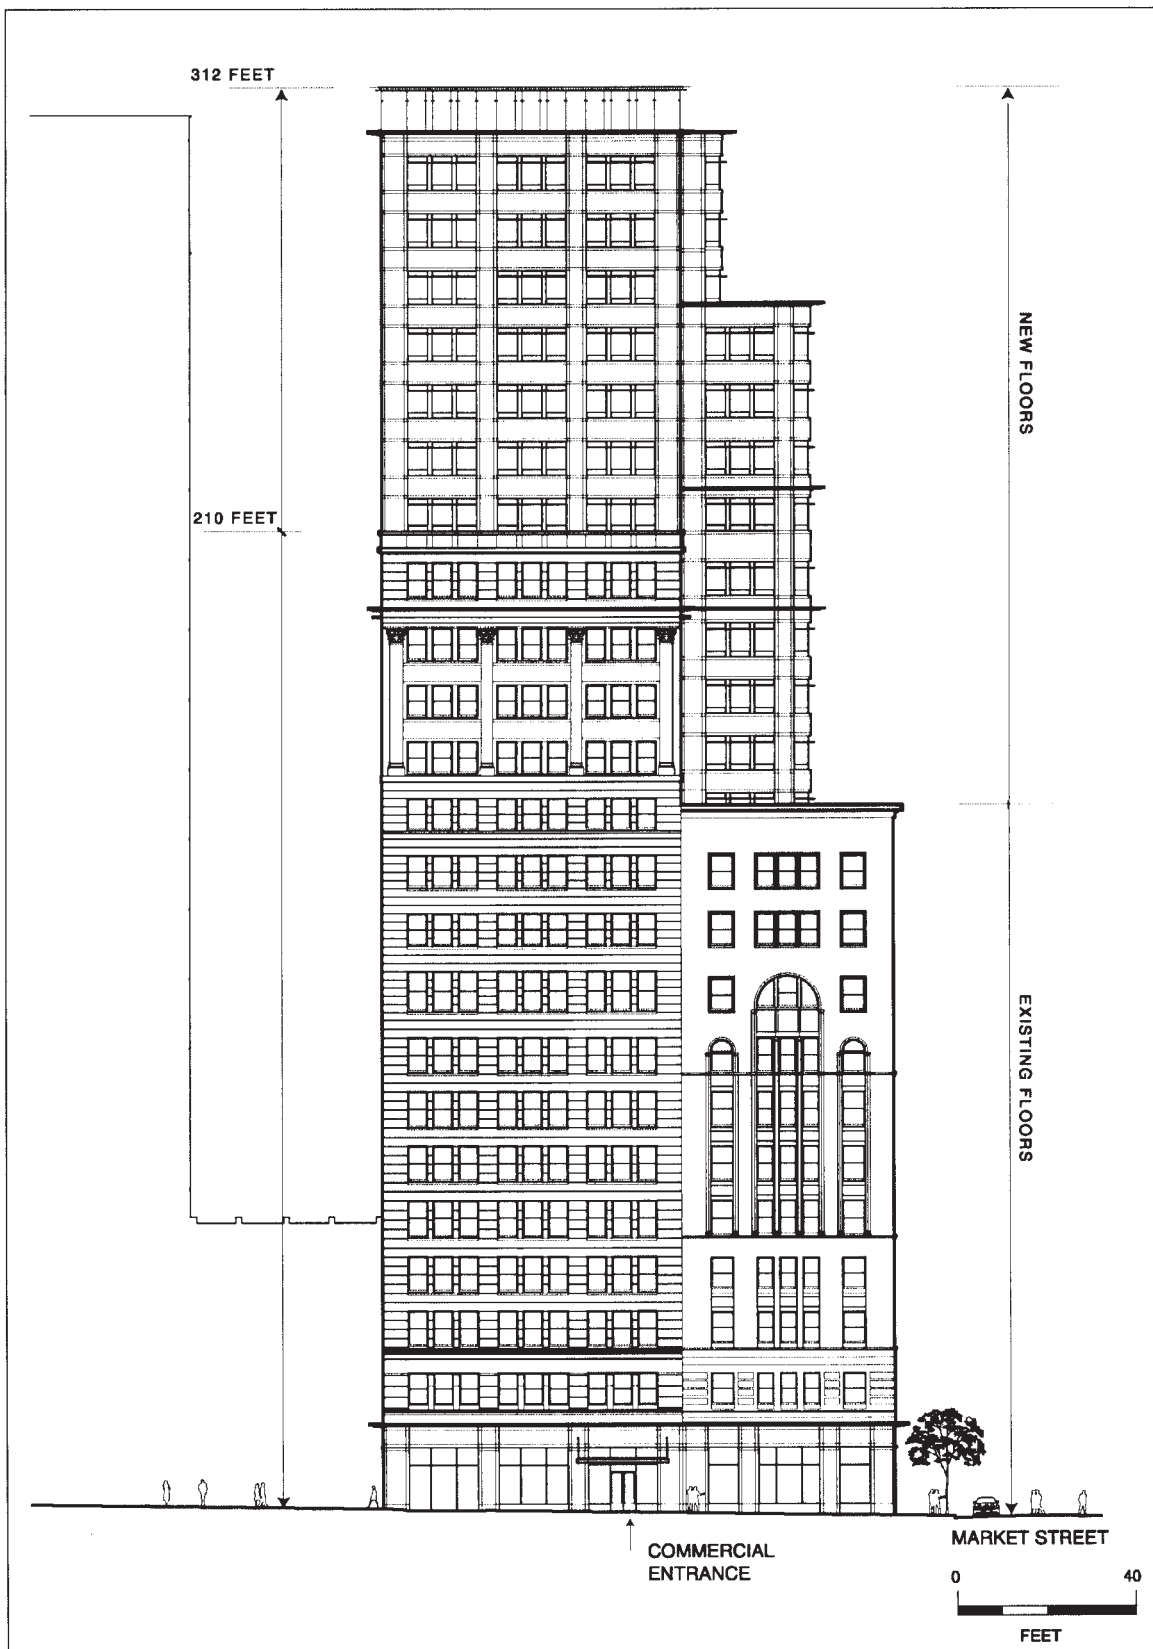 312 FEET
NEW FLOORS
210 FEET
EXISTING FLOORS
MARKET STREET
COMMERCIAL
ENTRANCE
0 40
FEET